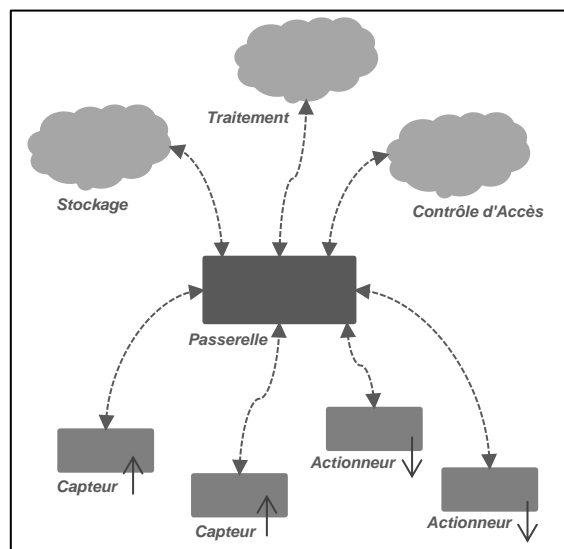 Traitement
Stockage
Contrôle d'Accès
Passerelle
Actionneur
Capteur
Capteur
Actionneur